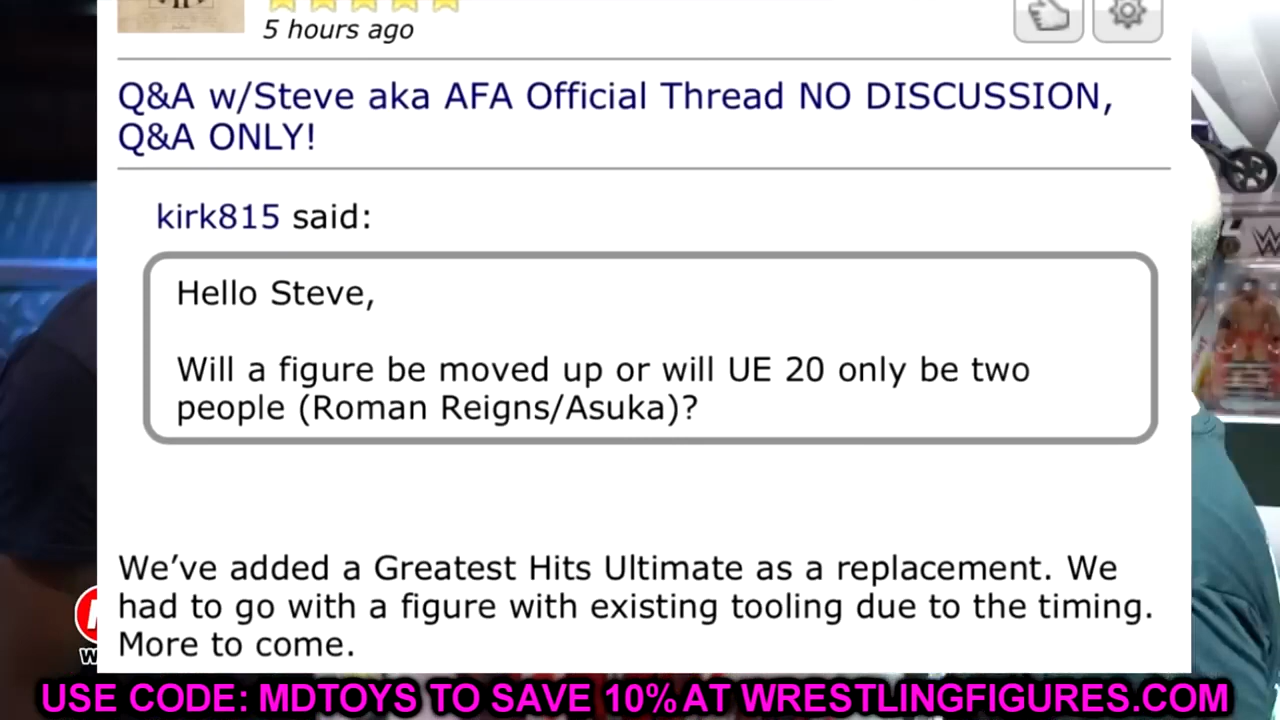 5 hours ago
Q&A w/Steve aka AFA Official Thread NO DISCUSSION,
Q&A ONLY!
kirk815 said:
Hello Steve,
Will a figure be moved up or will UE 20 only be two
people (Roman Reigns/Asuka)?
We’ve added a Greatest Hits Ultimate as a replacement. We
had to go with a figure with existing tooling due to the timing.
More to come.
USE CODE: MDTOYS TO SAVE 10% AT WRESTLINGFIGURES.COM